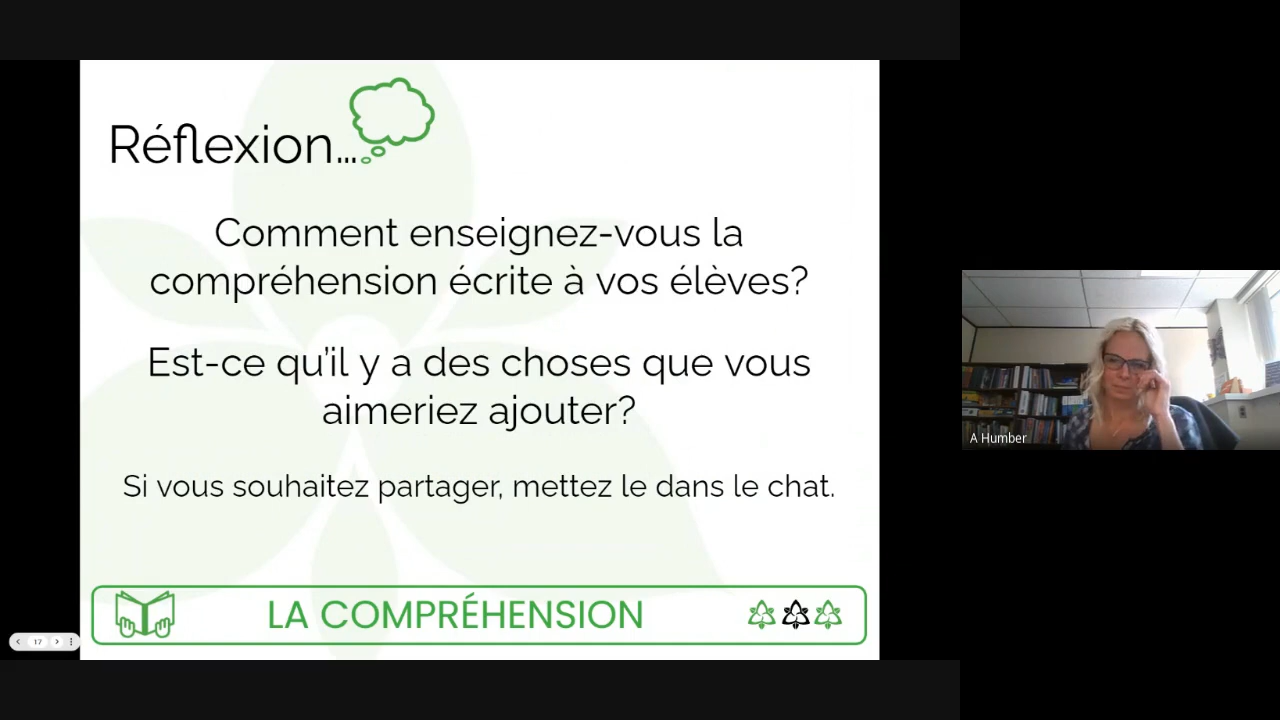 Réflexion...
Comment enseignez-vous la
compréhension écrite à vos élèves?
Est-ce qu'il y a des choses que vous
aimeriez ajouter?
Si vous souhaitez partager, mettez le dans le chat.
LA COMPRÉHENSION
17
A Humber